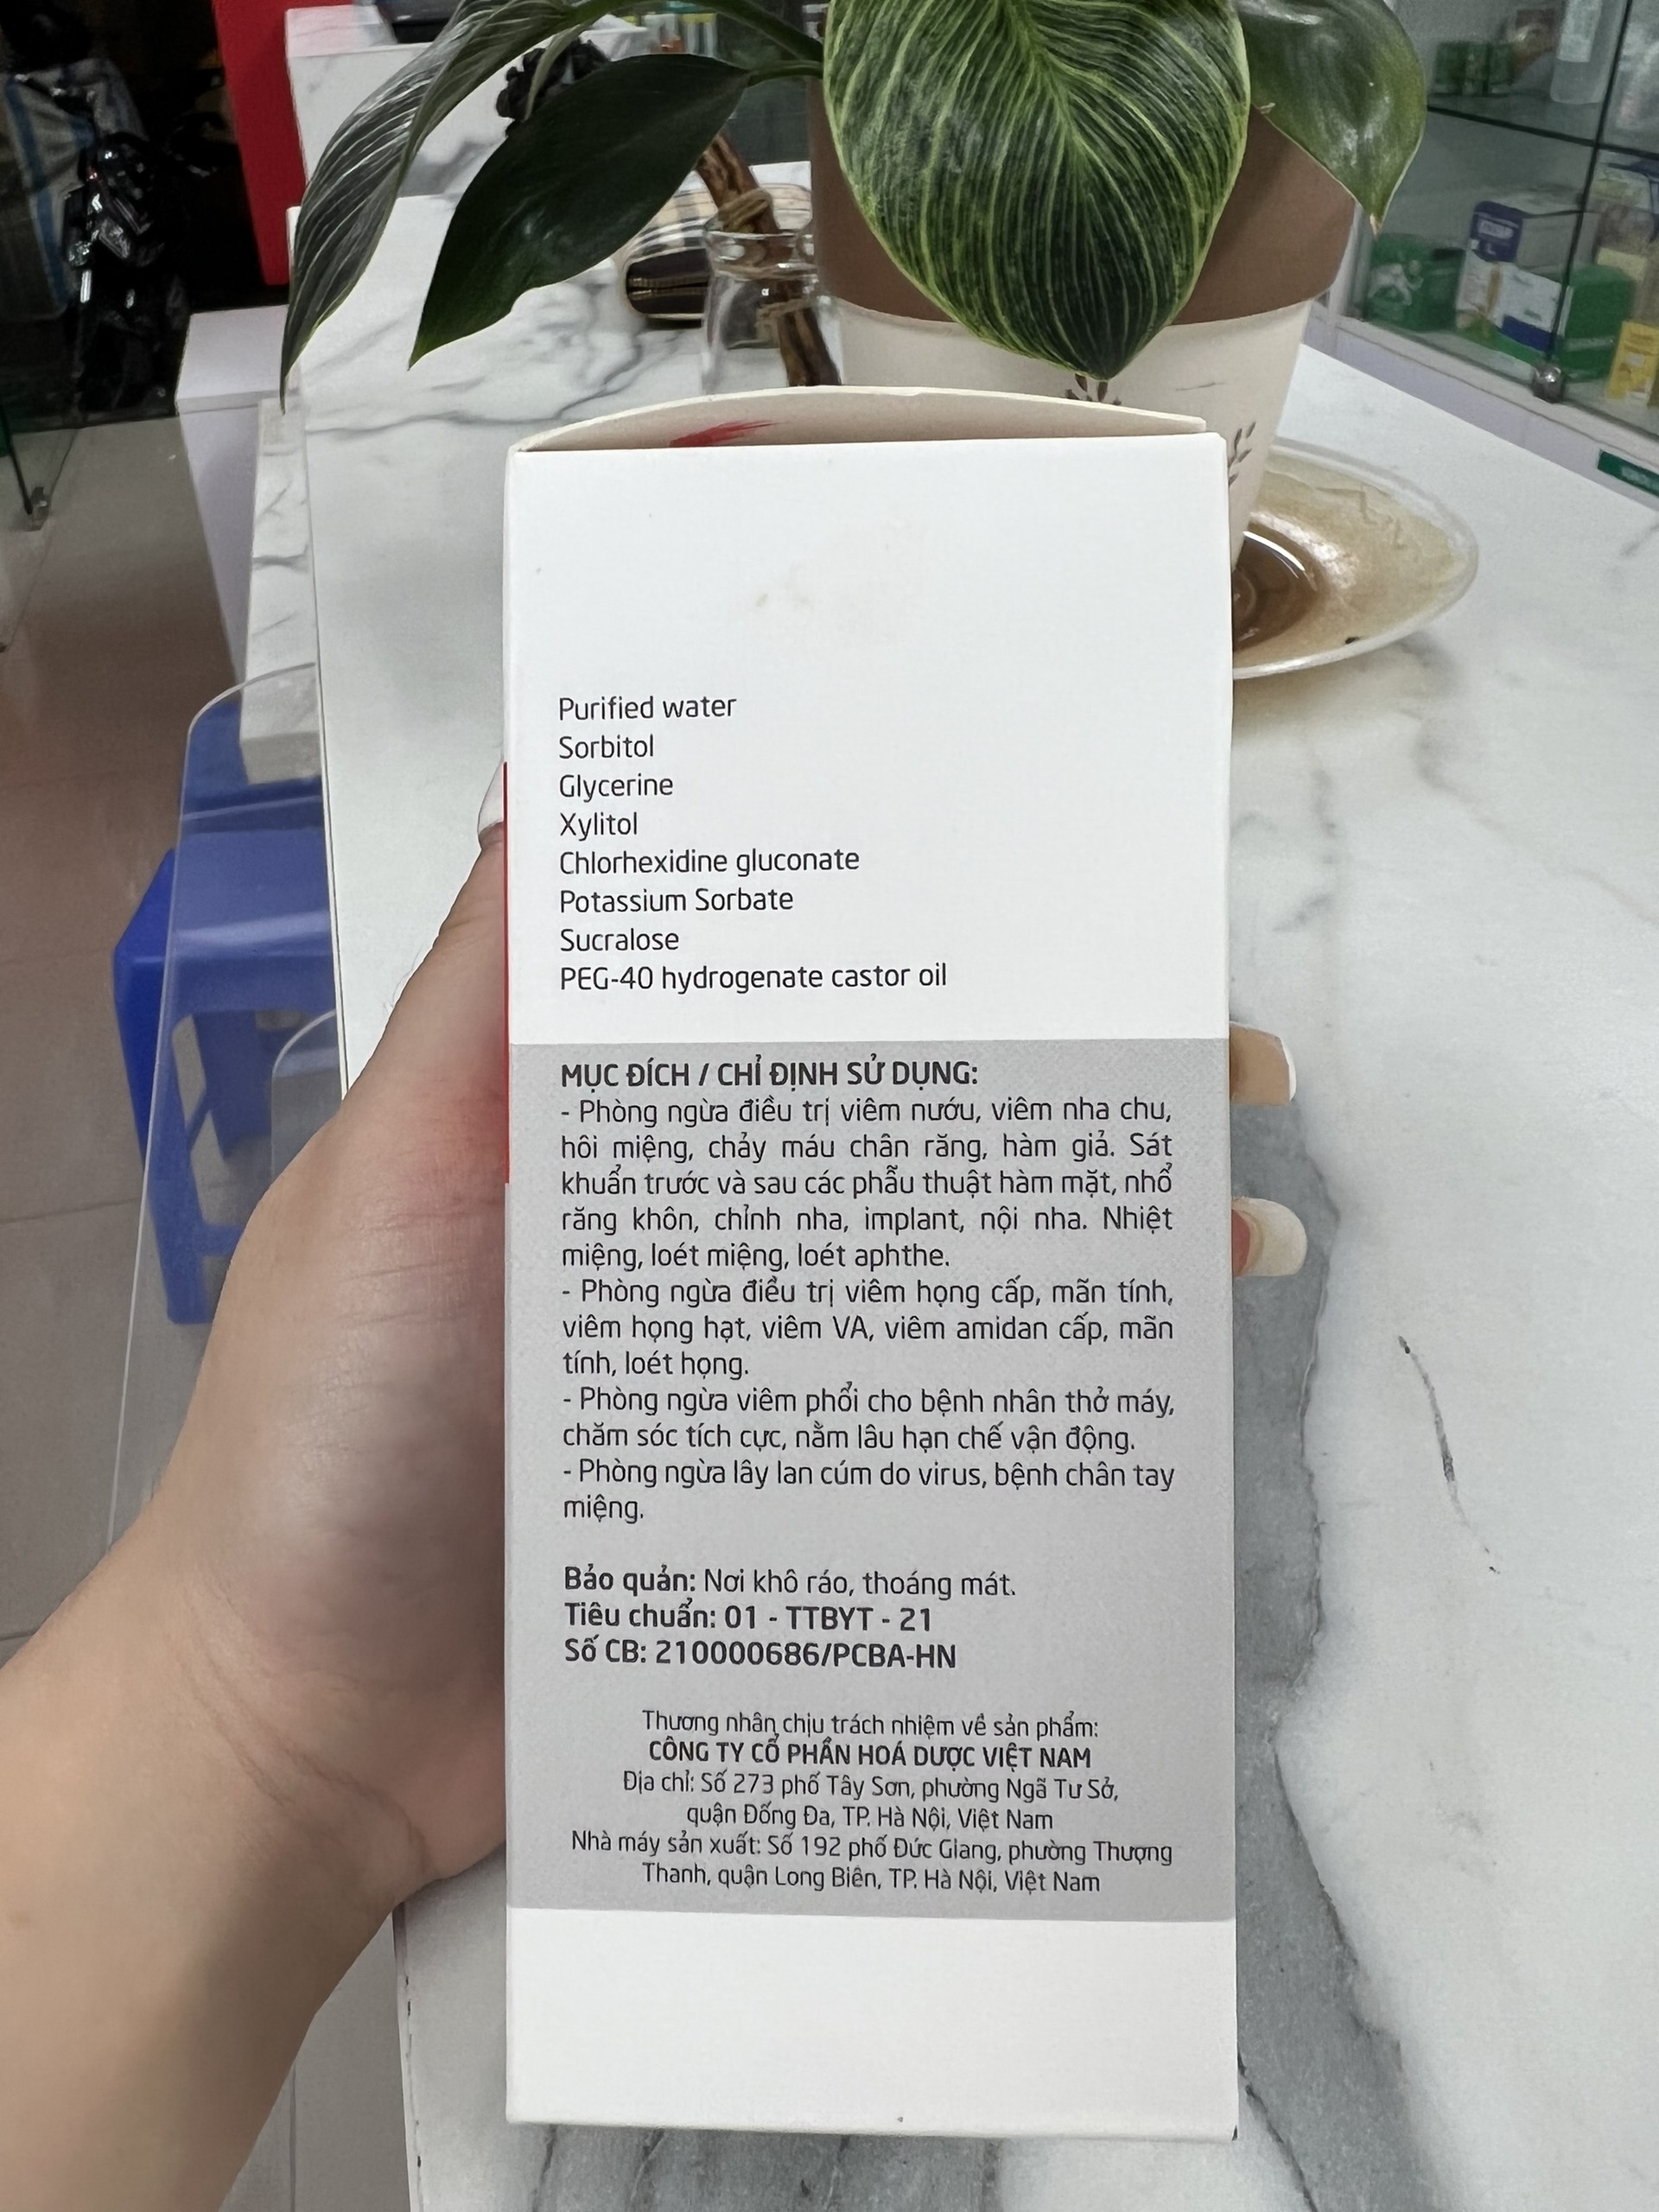 Purified water
Sorbitol
Glycerine
Xylitol
Chlorhexidine gluconate
Potassium Sorbate
Sucralose
PEG-40 hydrogenate castor oil
MỤC ĐÍCH / CHỈ ĐỊNH SỬ DỤNG:
- Phòng ngừa điều trị viêm nướu, viêm nha chu,
hôi miệng, chảy máu chân răng, hàm giả. Sát
khuẩn trước và sau các phẫu thuật hàm mặt, nhổ
răng khôn, chỉnh nha, implant, nội nha. Nhiệt
miệng, loét miệng, loét aphthe.
- Phòng ngừa điều trị viêm họng cấp, mãn tính,
viêm họng hạt, viêm VA, viêm amidan cấp, mãn
tính, loét họng.
- Phòng ngừa viêm phổi cho bệnh nhân thở máy,
chăm sóc tích cực, nằm lâu hạn chế vận động.
- Phòng ngừa lây lan cúm do virus, bệnh chân tay
miệng.
Bảo quản: Nơi khô ráo, thoáng mát.
Tiêu chuẩn: 01 - TTBYT - 21
Số CB: 210000686/PCBA-HN
Thương nhân chịu trách nhiệm về sản phẩm:
CÔNG TY CỔ PHẦN HOÁ DƯỢC VIỆT NAM
Địa chỉ: Số 273 phố Tây Sơn, phường Ngã Tư Sở,
quận Đống Đa, TP. Hà Nội, Việt Nam
Nhà máy sản xuất: Số 192 phố Đức Giang, phường Thượng
Thanh, quận Long Biên, TP. Hà Nội, Việt Nam